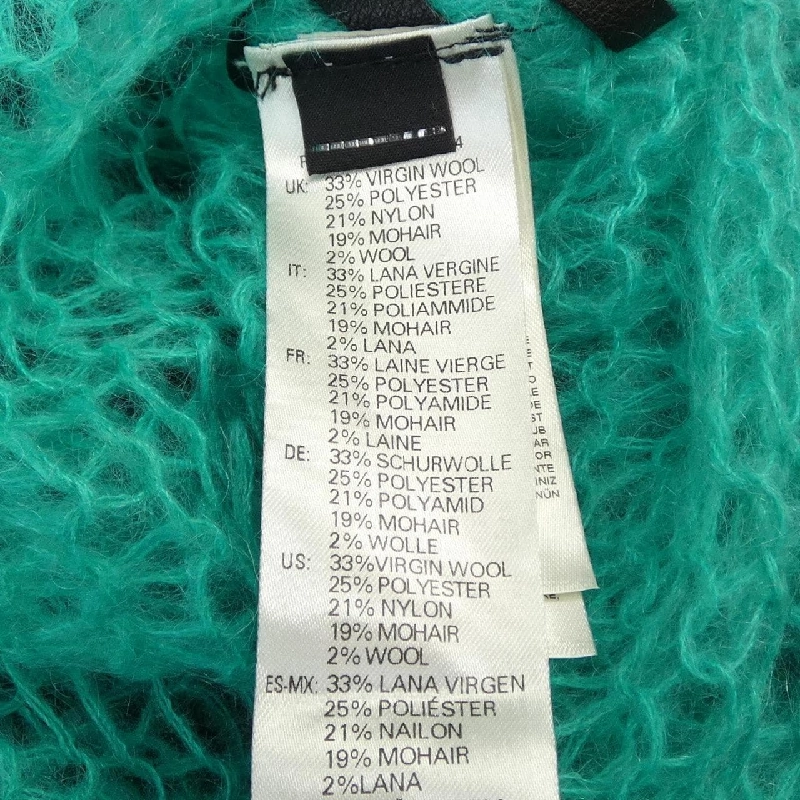 UK: 33% VIRGIN WOOL
25% POLYESTER
21% NYLON
19% MOHAIR
2% WOOL
IT: 33% LANA VERGINE
25% POLIESTERE
21% POLIAMMIDE
19% MOHAIR
2% LANA
FR: 33% LAINE VIERGE
25% POLYESTER
21% POLYAMIDE
19% MOHAIR
2% LAINE
DE: 33% SCHURWOLLE
25% POLYESTER
21% POLYAMID
19% MOHAIR
2% WOLLE
US: 33%VIRGIN WOOL
25% POLYESTER
21% NYLON
19% MOHAIR
2% WOOL
ES-MX: 33% LANA VIRGEN
25% POLIÉSTER
21% NAILON
19% MOHAIR
2%LANA